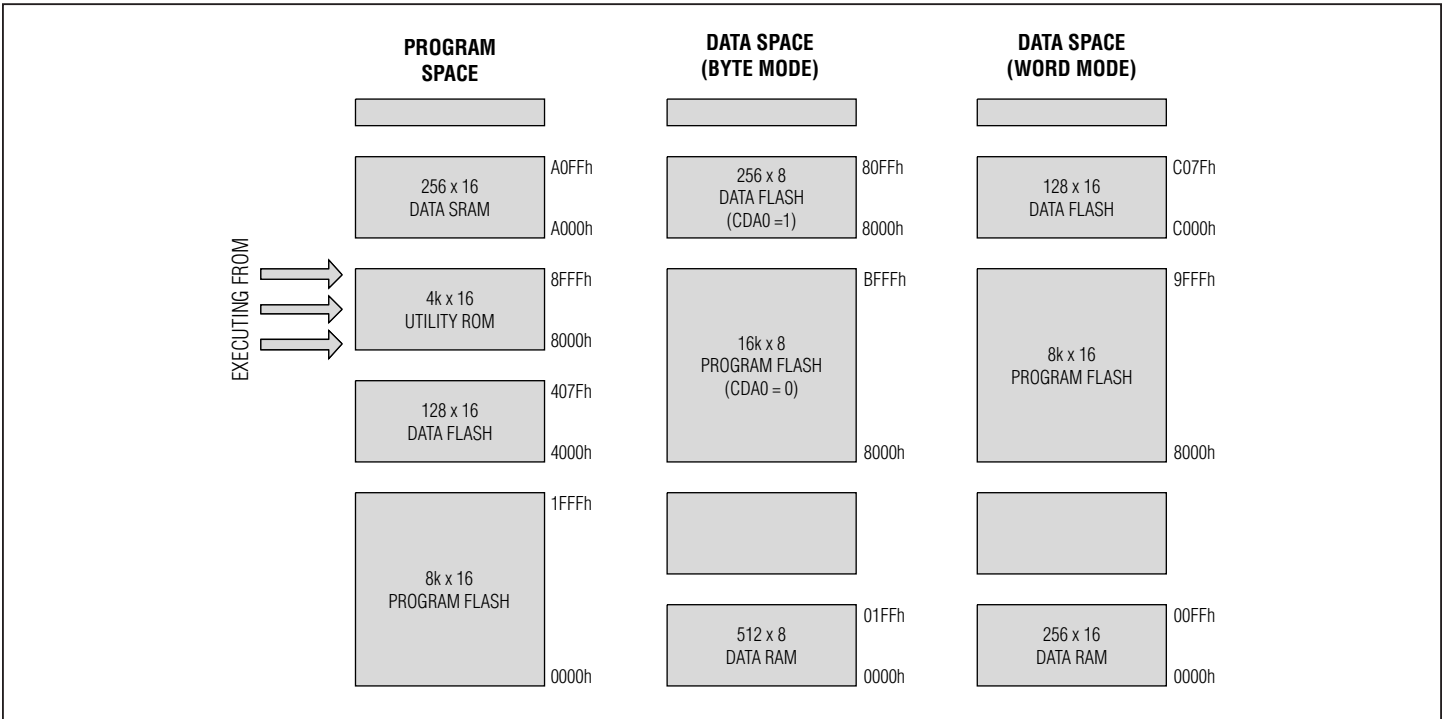 PROGRAM
SPACE
A0FFh
256 x 16
DATA SRAM
A000h
EXECUTING FROM
8FFFh
4k x 16
UTILITY ROM
8000h
407Fh
128 x 16
DATA FLASH
4000h
1FFFh
8k x 16
PROGRAM FLASH
0000h
DATA SPACE
(BYTE MODE)
80FFh
256 x 8
DATA FLASH
(CDA0 =1)
8000h
BFFFh
16k x 8
PROGRAM FLASH
(CDA0 = 0)
8000h
01FFh
512 x 8
DATA RAM
0000h
DATA SPACE
(WORD MODE)
C07Fh
128 x 16
DATA FLASH
C000h
9FFFh
8k x 16
PROGRAM FLASH
8000h
00FFh
256 x 16
DATA RAM
0000h